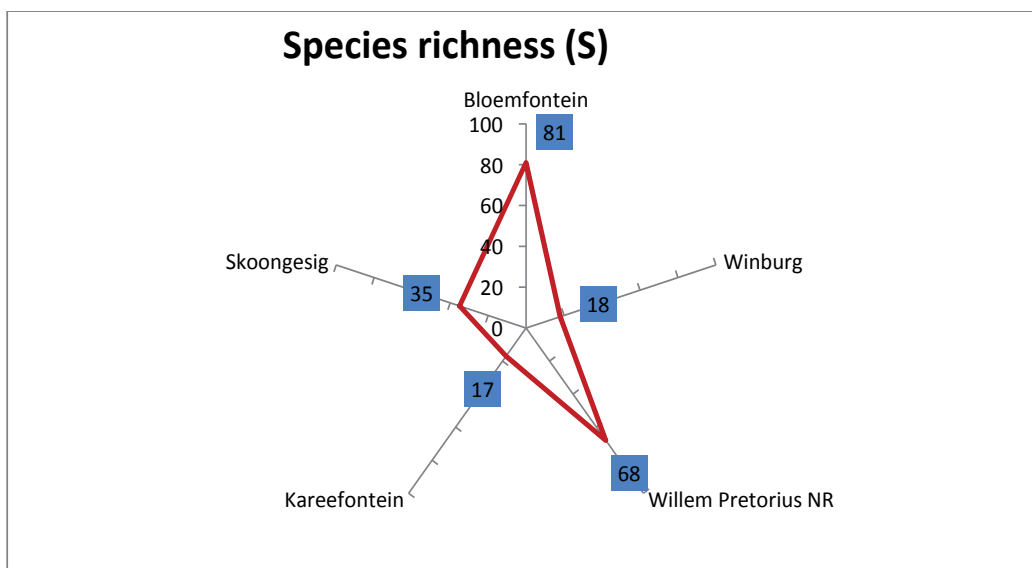 Species richness (S)
Bloemfontein
100
81
80
60
40
20
0
Winburg
18
Skoongesig
35
17
68
Kareefontein
Willem Pretorius NR